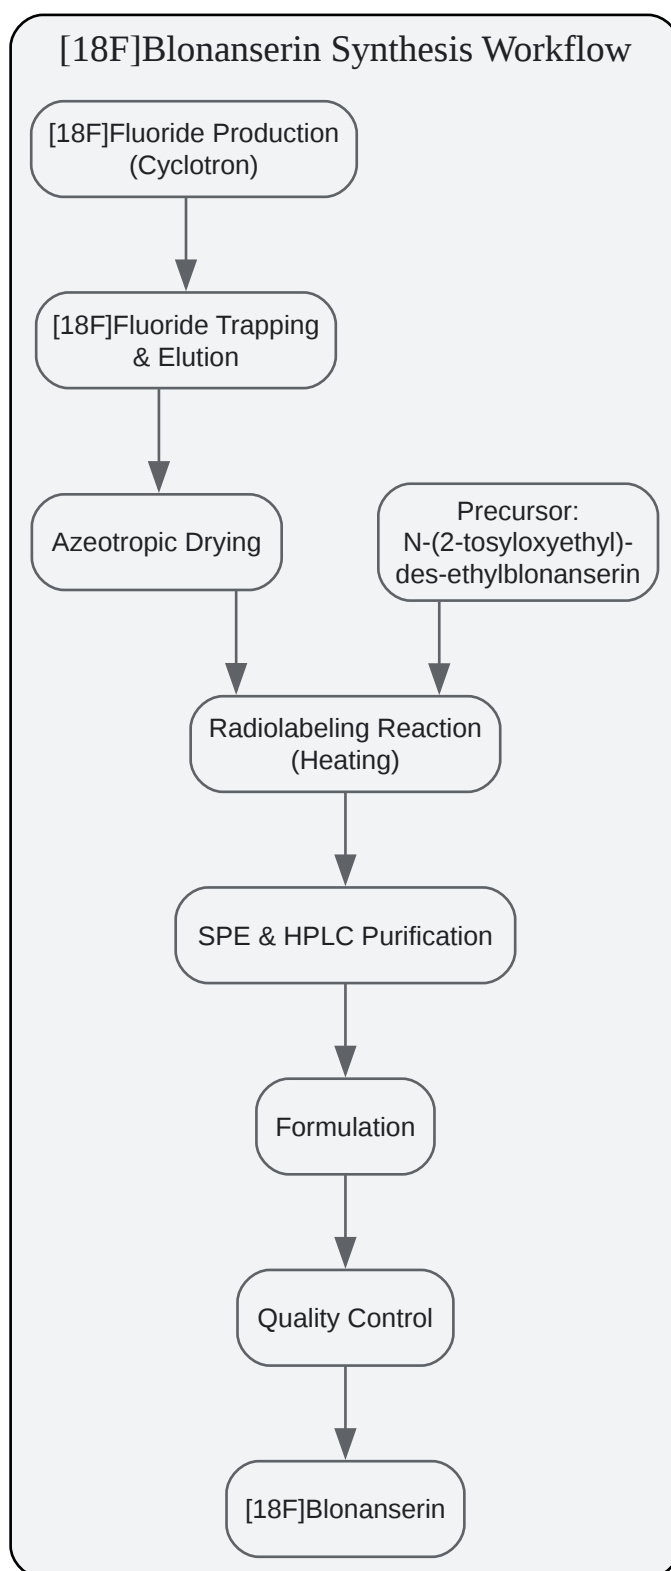 [18F]Blonanserin Synthesis Workflow
[18F]Fluoride Production
(Cyclotron)
[18F]Fluoride Trapping
& Elution
Azeotropic Drying
Precursor:
N-(2-tosyloxyethyl)-
des-ethylblonanserin
Radiolabeling Reaction
(Heating)
SPE & HPLC Purification
Formulation
Quality Control
[18F]Blonanserin